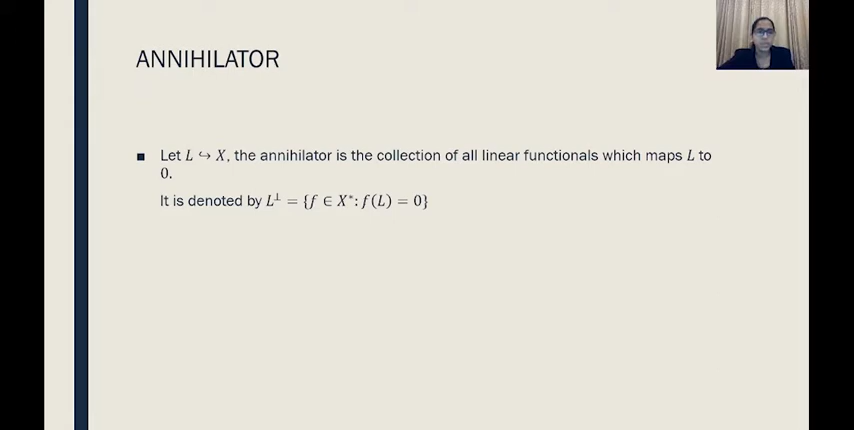 ANNIHILATOR
Let L ↪ X, the annihilator is the collection of all linear functionals which maps L to
0.
It is denoted by L⊥ = {f ∈ X*: f(L) = 0}